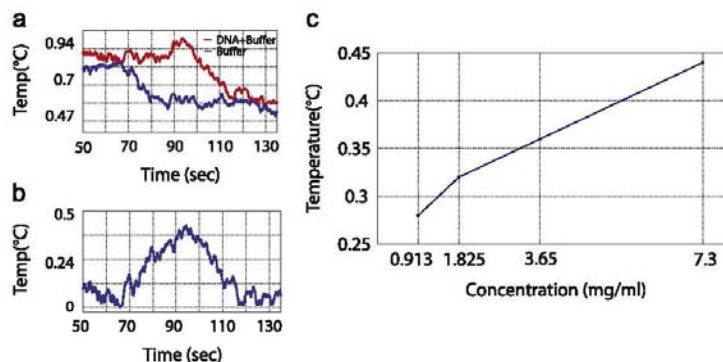 a
DNA+Buffer
Buffer
0.94
0.7
0.47
Temp(°C)
50 70 90 110 130
Time (sec)
b
0.5
0.24
0
Temp(°C)
50 70 90 110 130
Time (sec)
c
0.45
0.4
0.35
0.3
0.25
Temperature(°C)
0.913 1.825 3.65 7.3
Concentration (mg/ml)